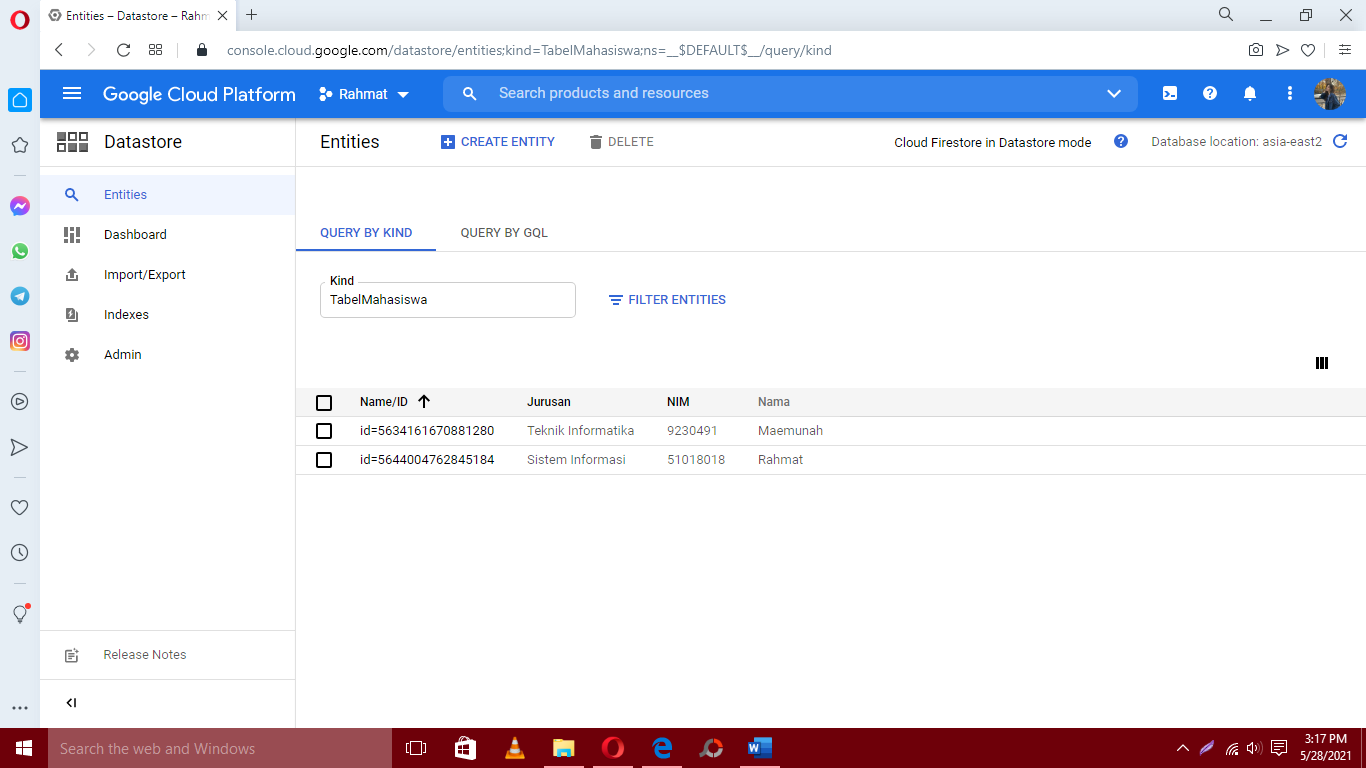 Entities – Datastore – Rahm
console.cloud.google.com/datastore/entities;kind=TabelMahasiswa;ns=__$DEFAULT$__/query/kind
Google Cloud Platform Rahmat Search products and resources
Datastore Entities CREATE ENTITY DELETE Cloud Firestore in Datastore mode Database location: asia-east2
Entities
Dashboard
Import/Export
Indexes
Admin
Release Notes
QUERY BY KIND QUERY BY GQL
Kind
TabelMahasiswa FILTER ENTITIES
Name/ID Jurusan NIM Nama
id=5634161670881280 Teknik Informatika 9230491 Maemunah
id=5644004762845184 Sistem Informasi 51018018 Rahmat
Search the web and Windows
3:17 PM
5/28/2021